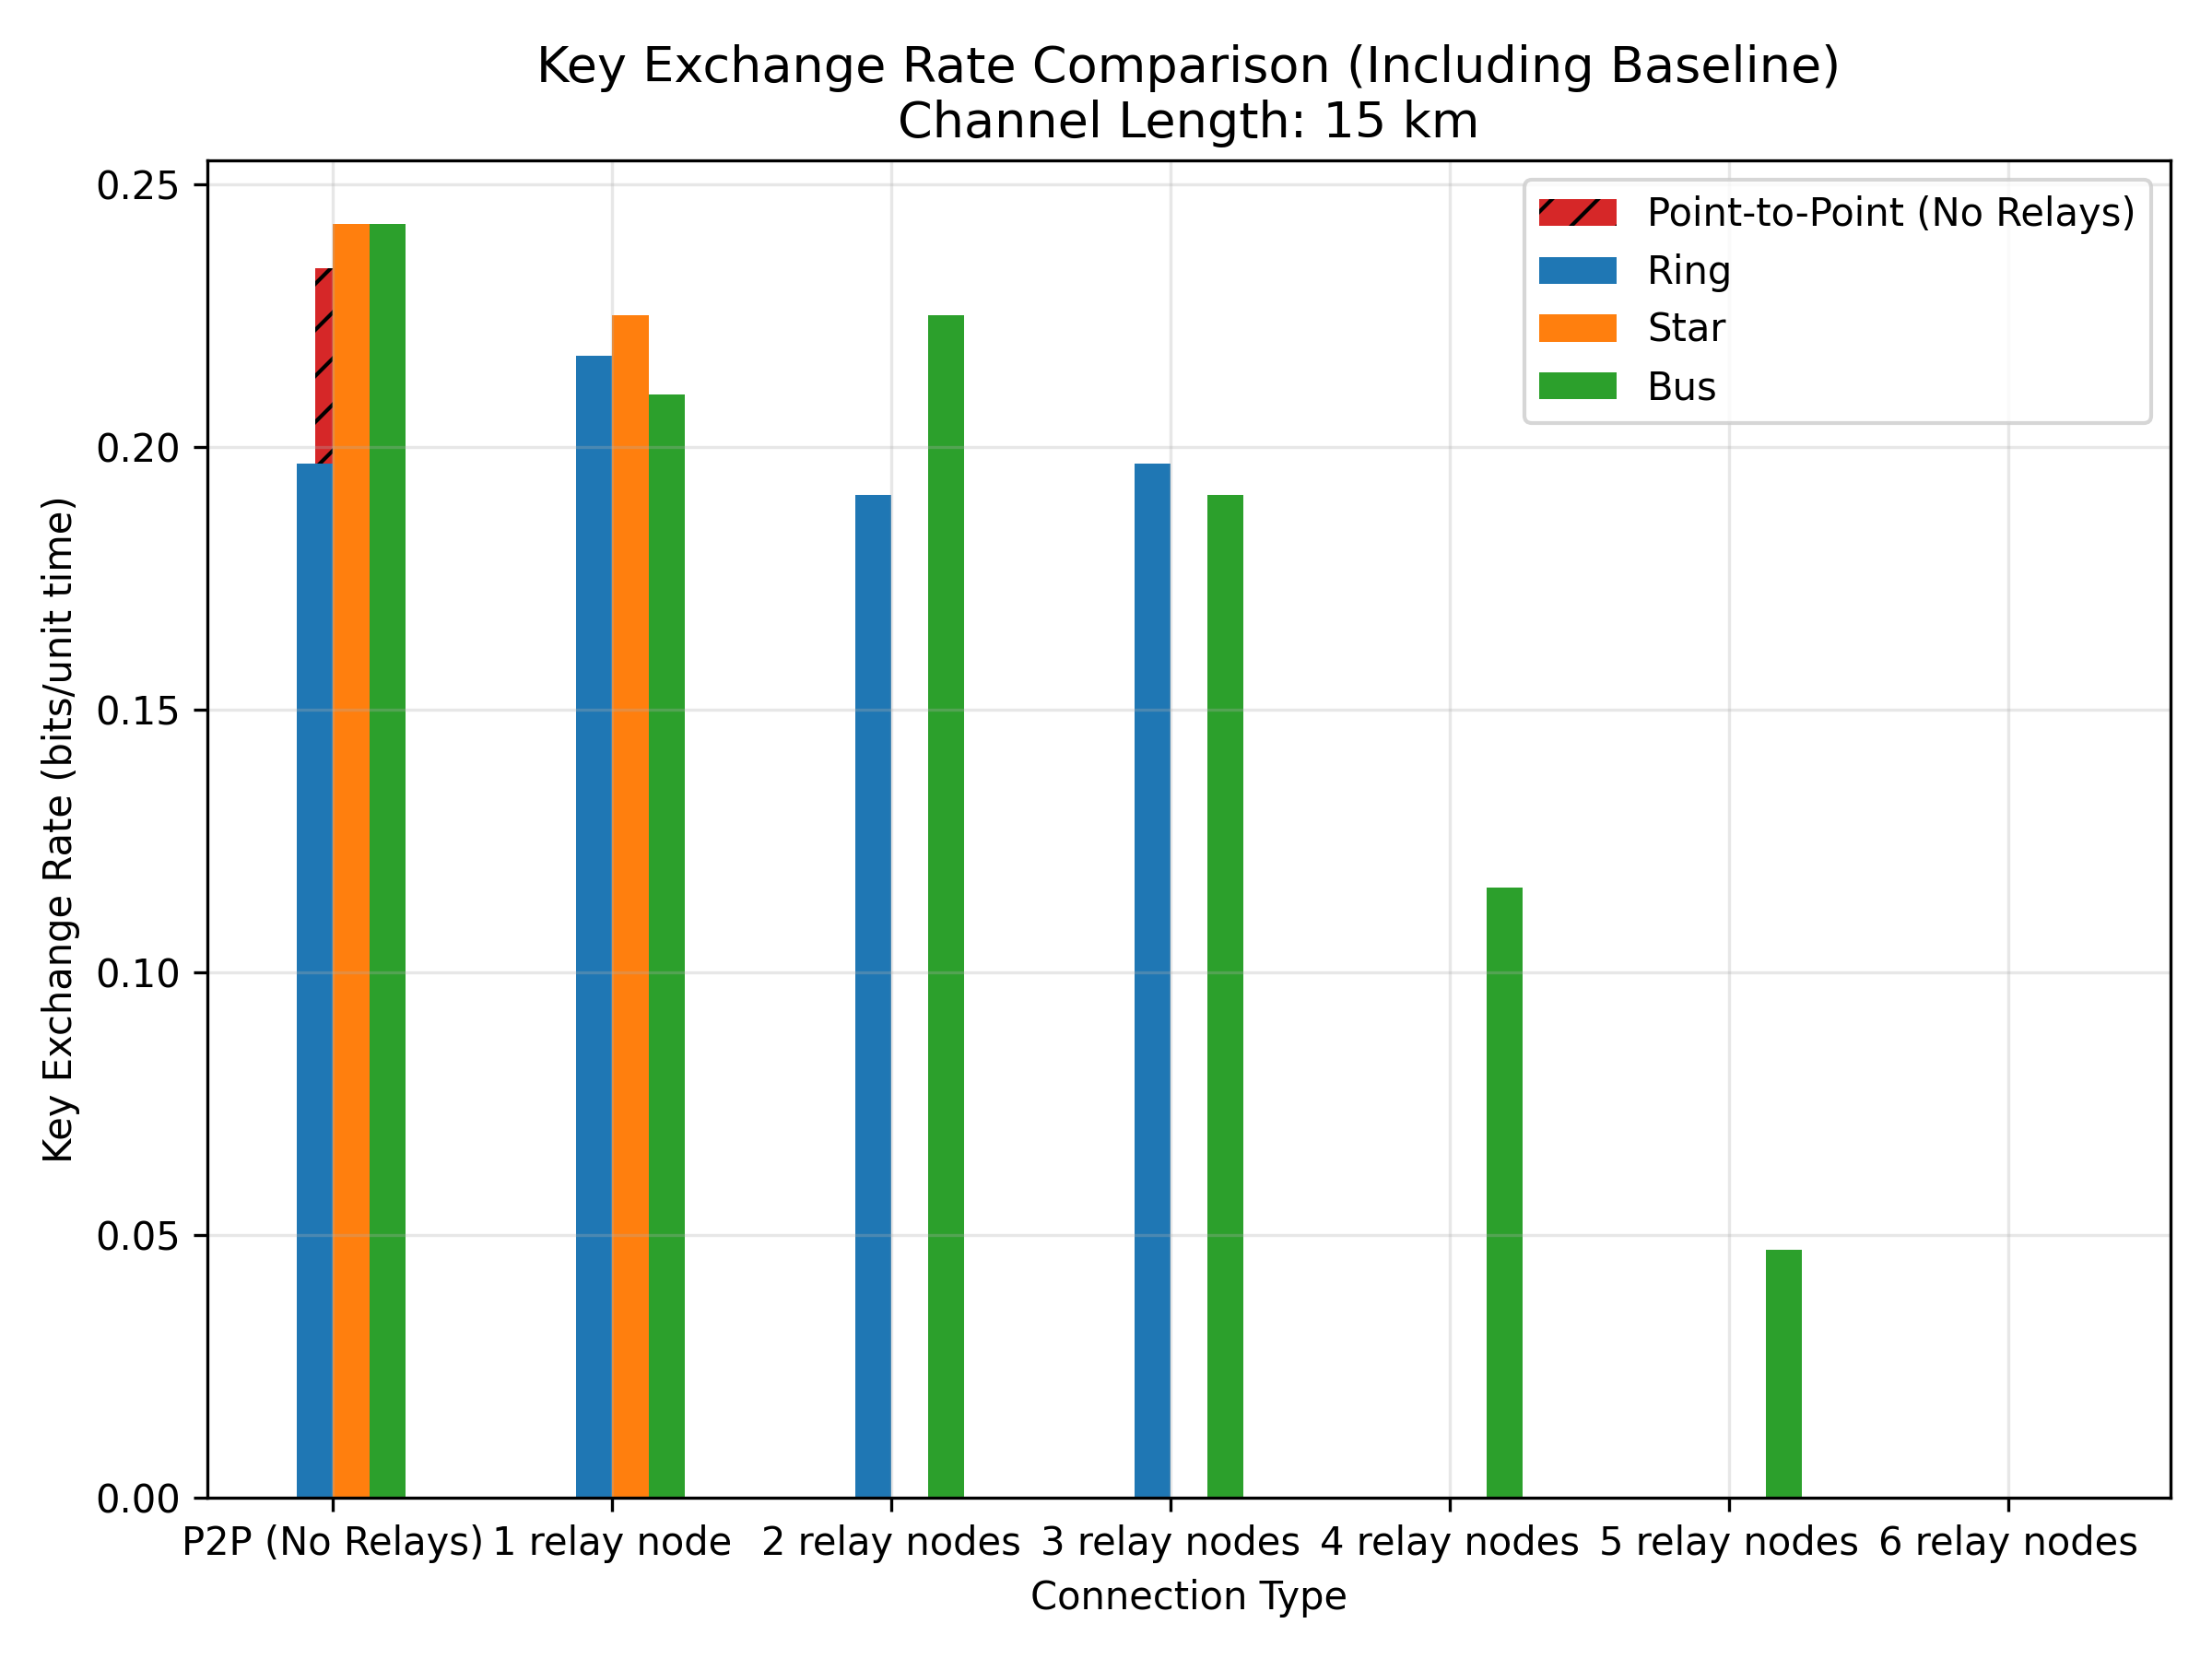 Key Exchange Rate Comparison (Including Baseline)
Channel Length: 15 km
Point-to-Point (No Relays)
Ring
Star
Bus
Key Exchange Rate (bits/unit time)
0.25
0.20
0.15
0.10
0.05
0.00
P2P (No Relays) 1 relay node 2 relay nodes 3 relay nodes 4 relay nodes 5 relay nodes 6 relay nodes
Connection Type